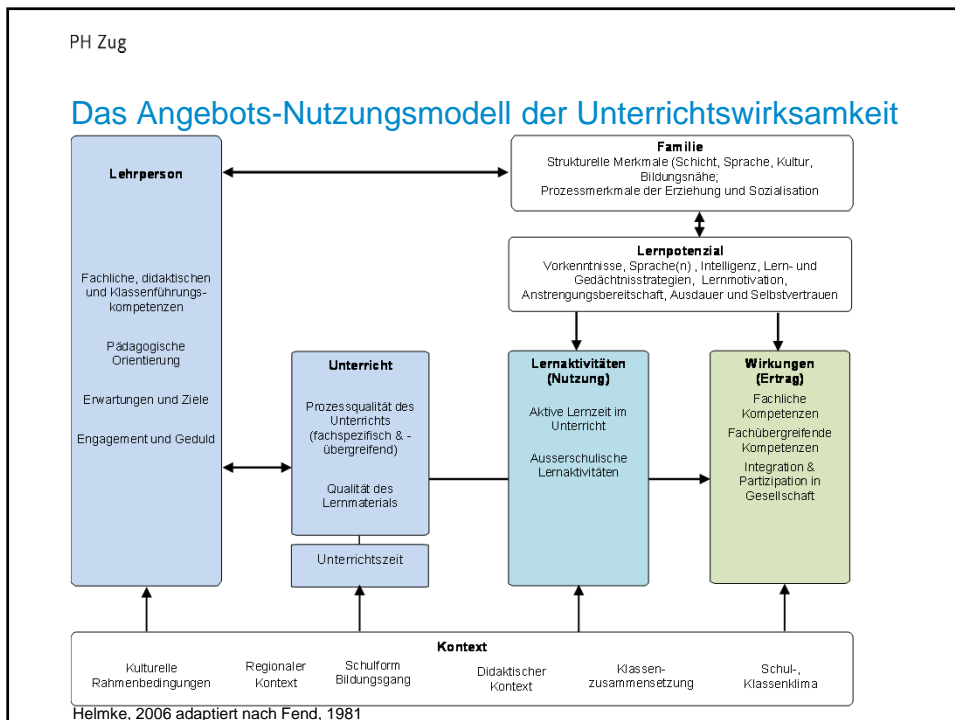 PH Zug
Das Angebots-Nutzungsmodell der Unterrichtswirksamkeit
Lehrperson
Fachliche, didaktischen
und Klassenführungs-
kompetenzen
Pädagogische
Orientierung
Erwartungen und Ziele
Engagement und Geduld
Familie
Strukturelle Merkmale (Schicht, Sprache, Kultur,
Bildungsnähe;
Prozessmerkmale der Erziehung und Sozialisation
Lernpotenzial
Vorkenntnisse, Sprache(n) , Intelligenz, Lern- und
Gedächtnisstrategien, Lernmotivation,
Anstrengungsbereitschaft, Ausdauer und Selbstvertrauen
Unterricht
Prozessqualität des
Unterrichts
(fachspezifisch & -
übergreifend)
Qualität des
Lernmaterials
Unterrichtszeit
Lernaktivitäten
(Nutzung)
Aktive Lernzeit im
Unterricht
Ausserschulische
Lernaktivitäten
Wirkungen
(Ertrag)
Fachliche
Kompetenzen
Fachübergreifende
Kompetenzen
Integration &
Partizipation in
Gesellschaft
Kontext
Kulturelle
Rahmenbedingungen
Regionaler
Kontext
Schulform
Bildungsgang
Didaktischer
Kontext
Klassen-
zusammensetzung
Schul-,
Klassenklima
Helmke, 2006 adaptiert nach Fend, 1981